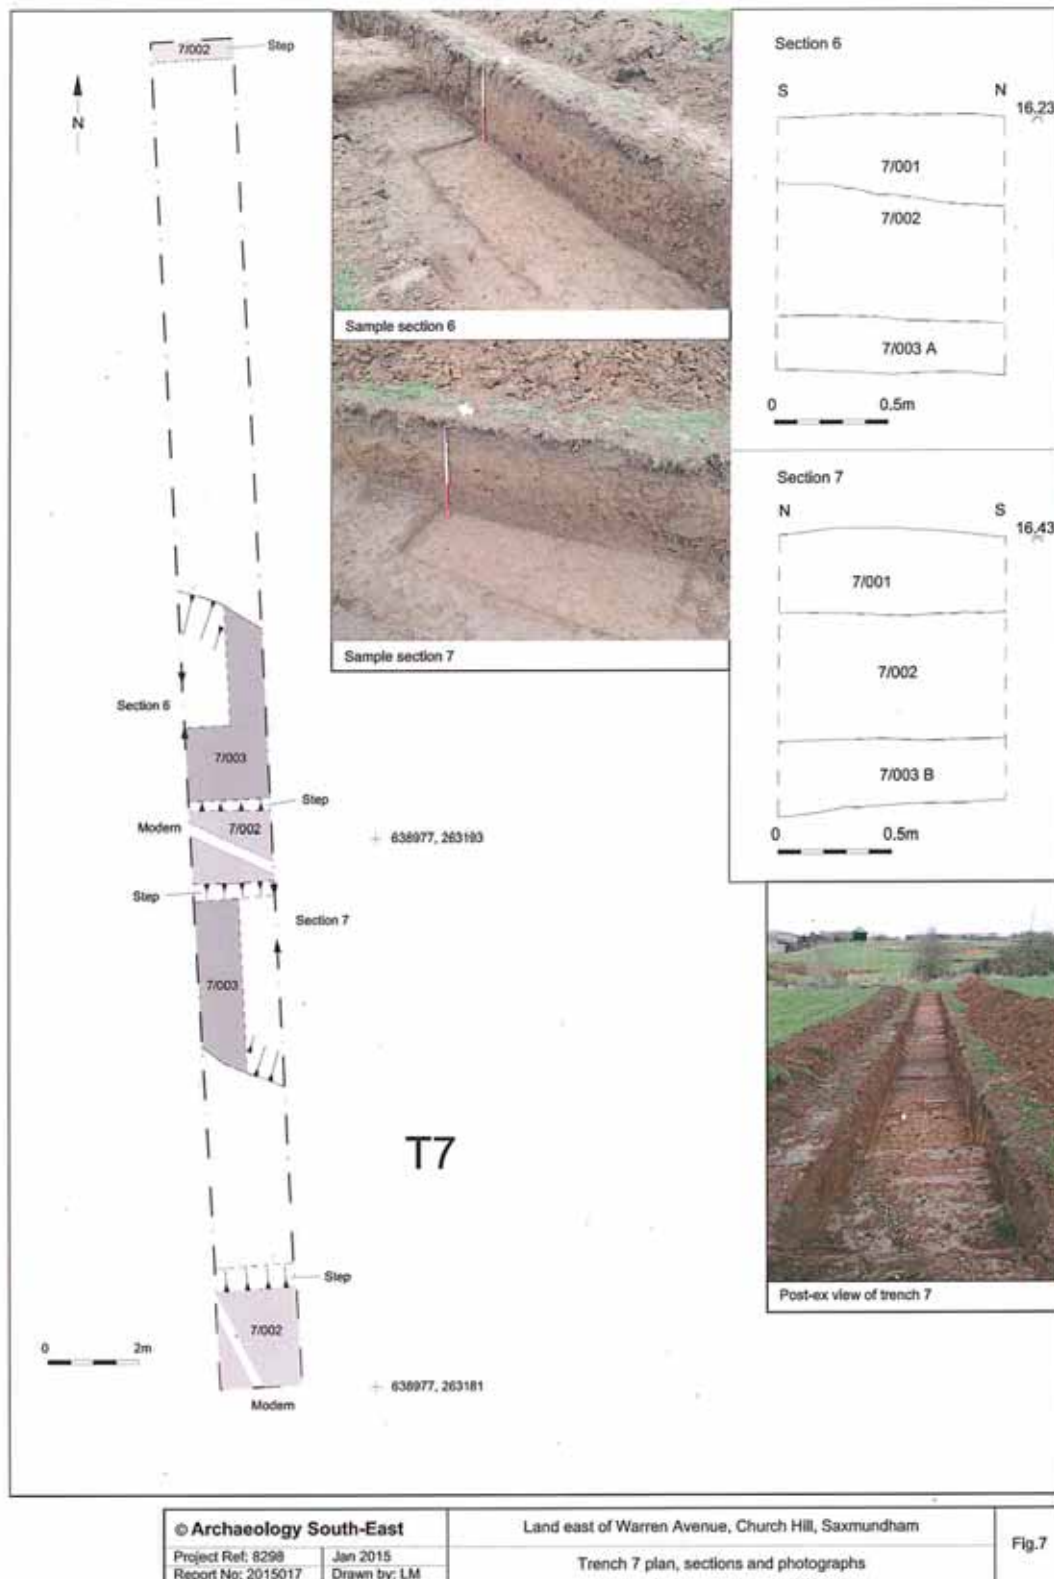 7/002
Step
N
Section 6
7/003
Step
Modern
7/002
638977, 263193
Step
Section 7
7/003
T7
Step
7/002
0 2m
638977, 263181
Modern
Sample section 6
Sample section 7
Section 6
S N
16.23
7/001
7/002
7/003 A
0 0.5m
Section 7
N S
16.43
7/001
7/002
7/003 B
0 0.5m
Post-ex view of trench 7
© Archaeology South-East
Project Ref: 8298 Jan 2015
Report No: 2015017 Drawn by: LM
Land east of Warren Avenue, Church Hill, Saxmundham
Trench 7 plan, sections and photographs
Fig.7